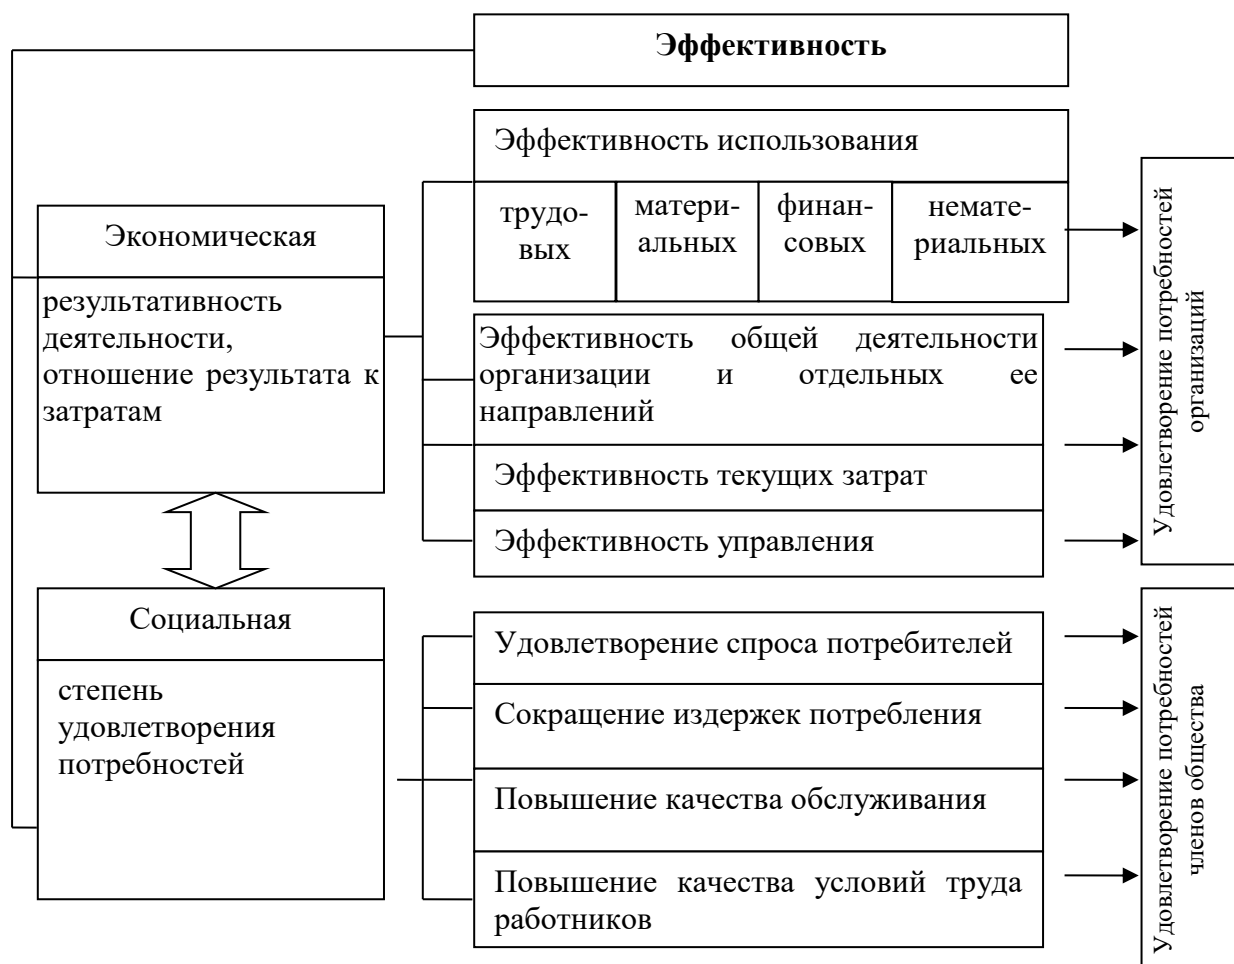 Эффективность
Эффективность использования
трудо-
вых
матери-
альных
финан-
совых
немате-
риальных
Экономическая
результативность
деятельности,
отношение результата к
затратам
Эффективность общей деятельности
организации и отдельных ее
направлений
Эффективность текущих затрат
Эффективность управления
Удовлетворение потребностей
организаций
Социальная
степень
удовлетворения
потребностей
Удовлетворение спроса потребителей
Сокращение издержек потребления
Повышение качества обслуживания
Повышение качества условий труда
работников
Удовлетворение потребностей
членов общества